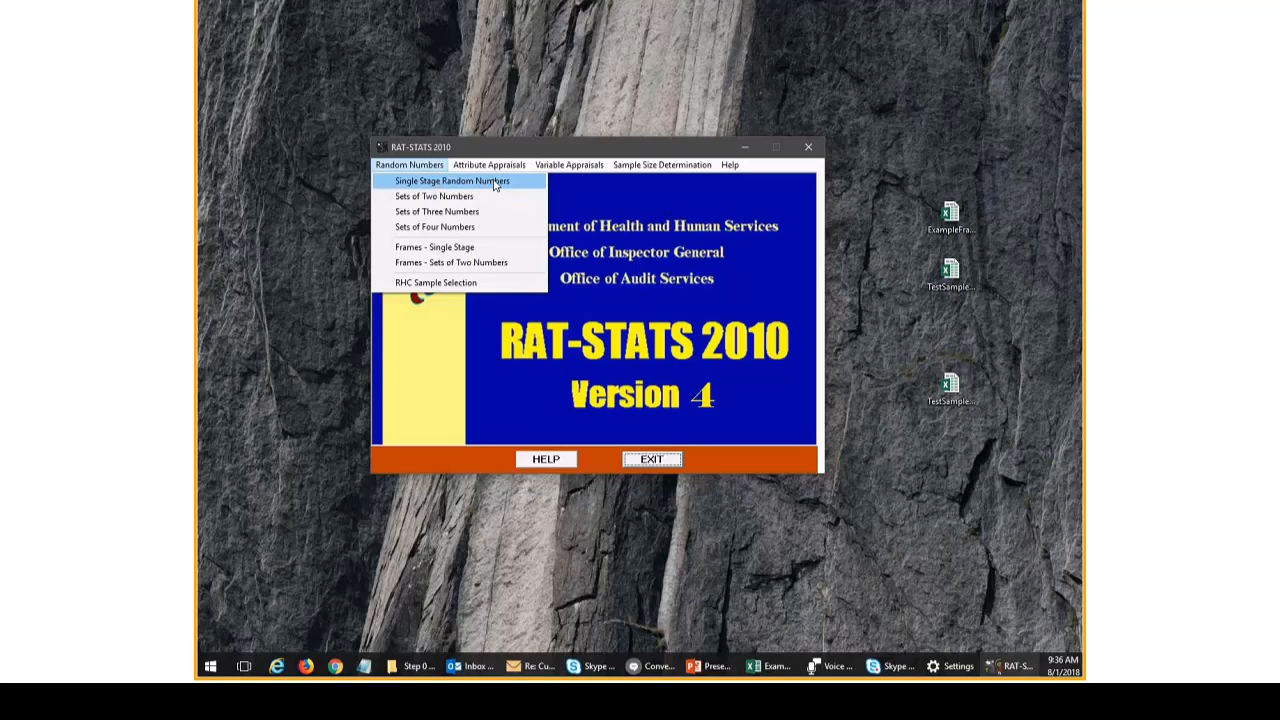 RAT-STATS 2010
Random Numbers Attribute Appraisals Variable Appraisals Sample Size Determination Help
Single Stage Random Numbers
Sets of Two Numbers
Sets of Three Numbers
Sets of Four Numbers
Frames - Single Stage
Frames - Sets of Two Numbers
RHC Sample Selection
ment of Health and Human Services
Office of Inspector General
Office of Audit Services
RAT-STATS 2010
Version 4
HELP EXIT
ExampleFra...
TestSample...
TestSample...
Step 0 ... Inbox ... Re: Cu... Skype ... Conve... Prese... Exam... Voice ... Skype ... Settings RAT-S...
9:36 AM
8/1/2018